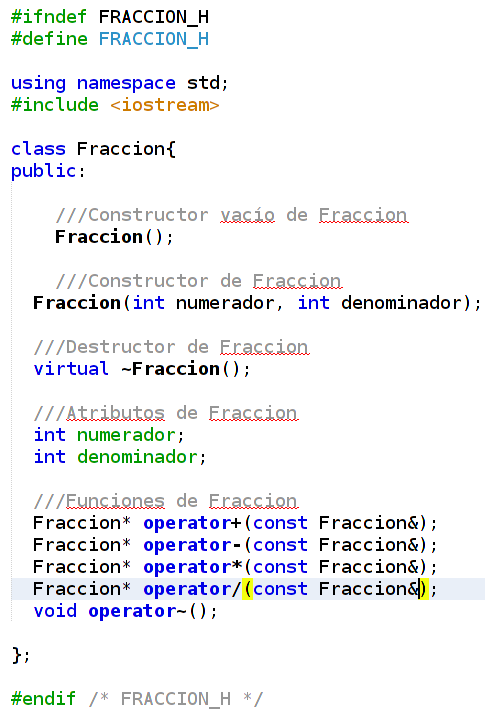 #ifndef FRACCION_H
#define FRACCION_H
using namespace std;
#include <iostream>
class Fraccion{
public:
///Constructor vacío de Fraccion
Fraccion();
///Constructor de Fraccion
Fraccion(int numerador, int denominador);
///Destructor de Fraccion
virtual ~Fraccion();
///Atributos de Fraccion
int numerador;
int denominador;
///Funciones de Fraccion
Fraccion* operator+(const Fraccion&);
Fraccion* operator-(const Fraccion&);
Fraccion* operator*(const Fraccion&);
Fraccion* operator/(const Fraccion&);
void operator~();
};
#endif /* FRACCION_H */